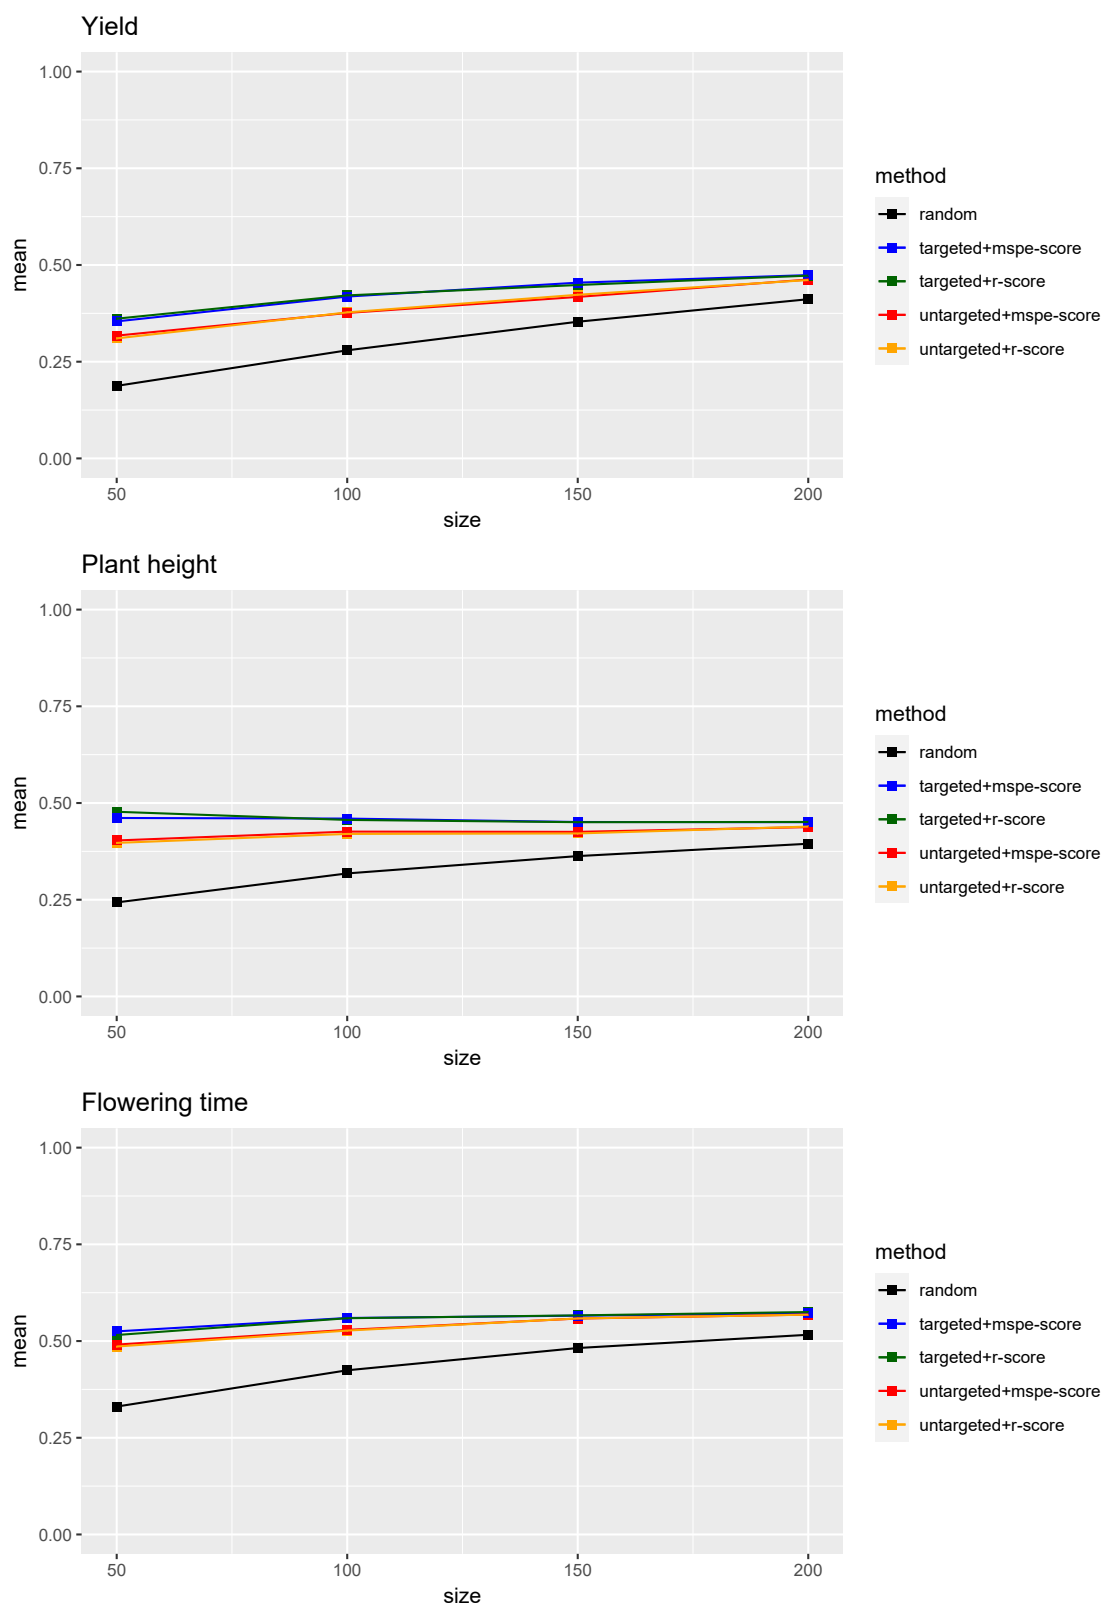 Yield
1.00
0.75
0.50
0.25
0.00
mean
50 100 150 200
size
method
random
targeted+mspe-score
targeted+r-score
untargeted+mspe-score
untargeted+r-score
Plant height
1.00
0.75
0.50
0.25
0.00
mean
50 100 150 200
size
method
random
targeted+mspe-score
targeted+r-score
untargeted+mspe-score
untargeted+r-score
Flowering time
1.00
0.75
0.50
0.25
0.00
mean
50 100 150 200
size
method
random
targeted+mspe-score
targeted+r-score
untargeted+mspe-score
untargeted+r-score